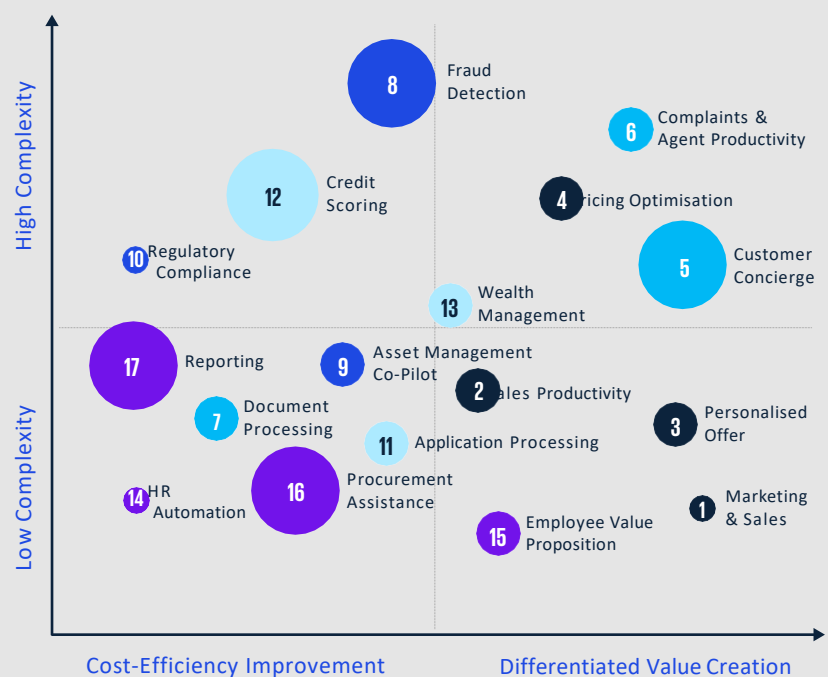 High Complexity
Low Complexity
8
Fraud
Detection
6
Complaints &
Agent Productivity
12
Credit
Scoring
4
ricing Optimisation
10
Regulatory
Compliance
5
Customer
Concierge
13
Wealth
Management
17
Reporting
9
Asset Management
Co-Pilot
2
ales Productivity
7
Document
Processing
3
Personalised
Offer
11
Application Processing
16
Procurement
Assistance
14
HR
Automation
1
Marketing
& Sales
15
Employee Value
Proposition
Cost-Efficiency Improvement
Differentiated Value Creation